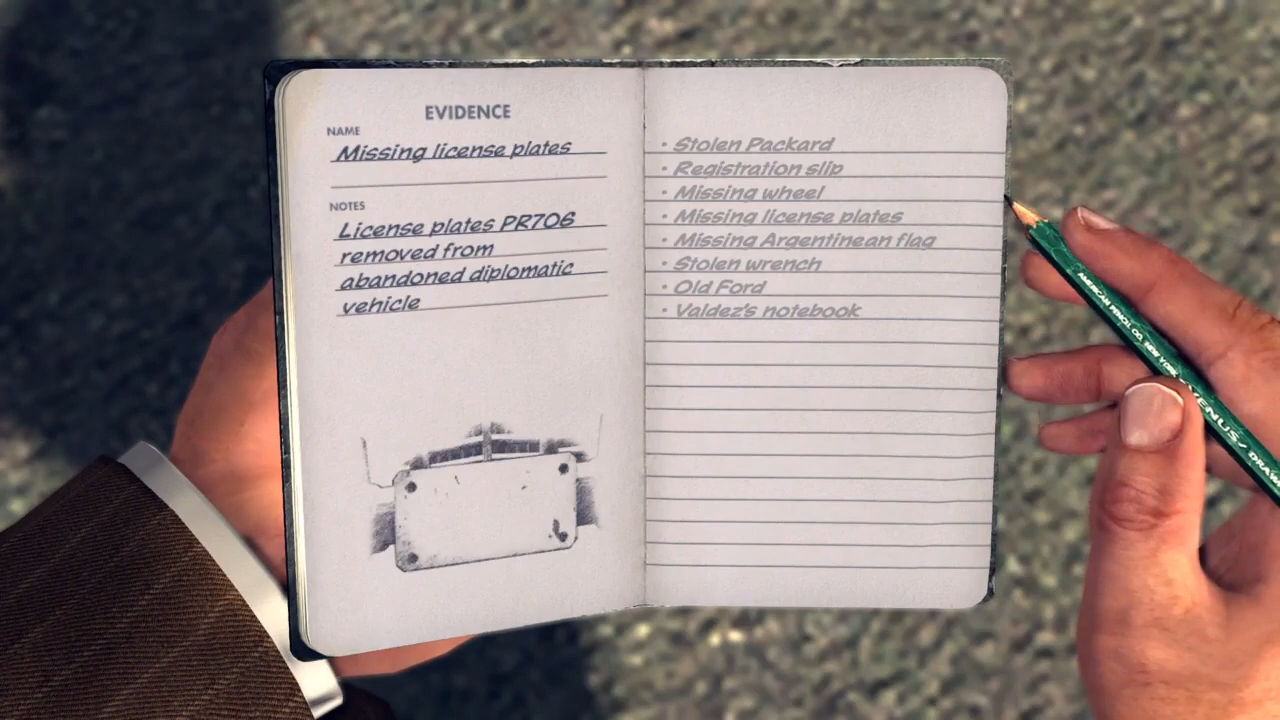 EVIDENCE
NAME
Missing license plates
NOTES
License plates PR706
removed from
abandoned diplomatic
vehicle
• Stolen Packard
• Registration slip
• Missing wheel
• Missing license plates
• Missing Argentinean flag
• Stolen wrench
• Old Ford
• Valdez's notebook
AMERICAN PENCIL CO. NEW YORK VENUS DRAW